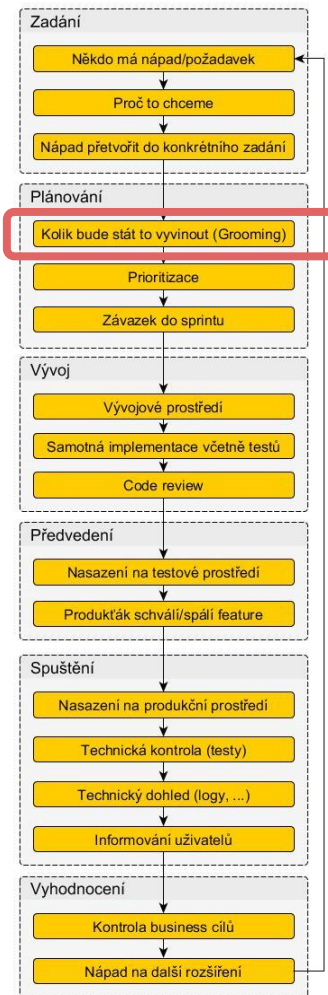 Zadání
Někdo má nápad/požadavek
Proč to chceme
Nápad přetvořit do konkrétního zadání
Plánování
Kolik bude stát to vyvinout (Grooming)
Prioritizace
Závazek do sprintu
Vývoj
Vývojové prostředí
Samotná implementace včetně testů
Code review
Předvedení
Nasazení na testové prostředí
Produkťák schválí/spálí feature
Spuštění
Nasazení na produkční prostředí
Technická kontrola (testy)
Technický dohled (logy, ...)
Informování uživatelů
Vyhodnocení
Kontrola business cílů
Nápad na další rozšíření